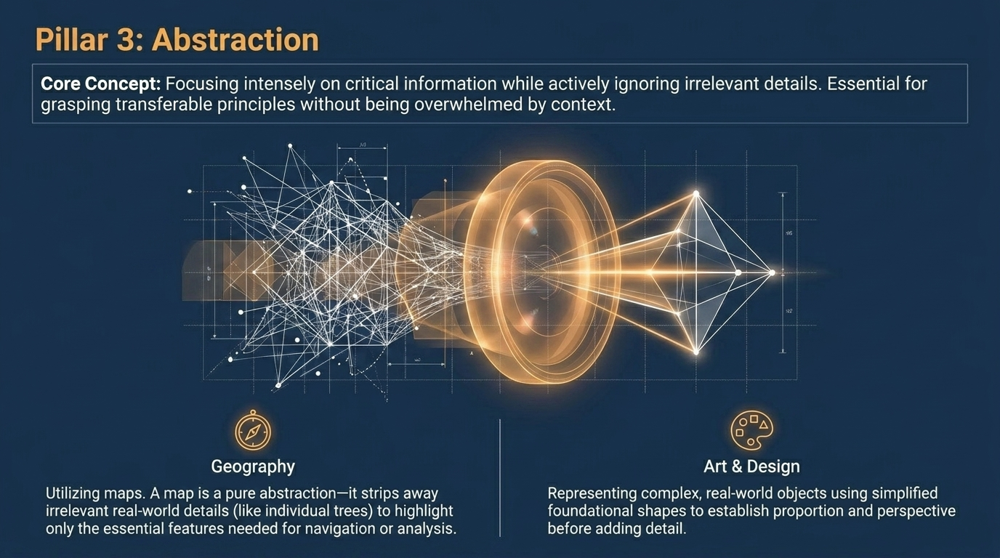 Pillar 3: Abstraction
Core Concept: Focusing intensely on critical information while actively ignoring irrelevant details. Essential for
grasping transferable principles without being overwhelmed by context.
Geography
Utilizing maps. A map is a pure abstraction—it strips away
irrelevant real-world details (like individual trees) to highlight
only the essential features needed for navigation or analysis.
Art & Design
Representing complex, real-world objects using simplified
foundational shapes to establish proportion and perspective
before adding detail.